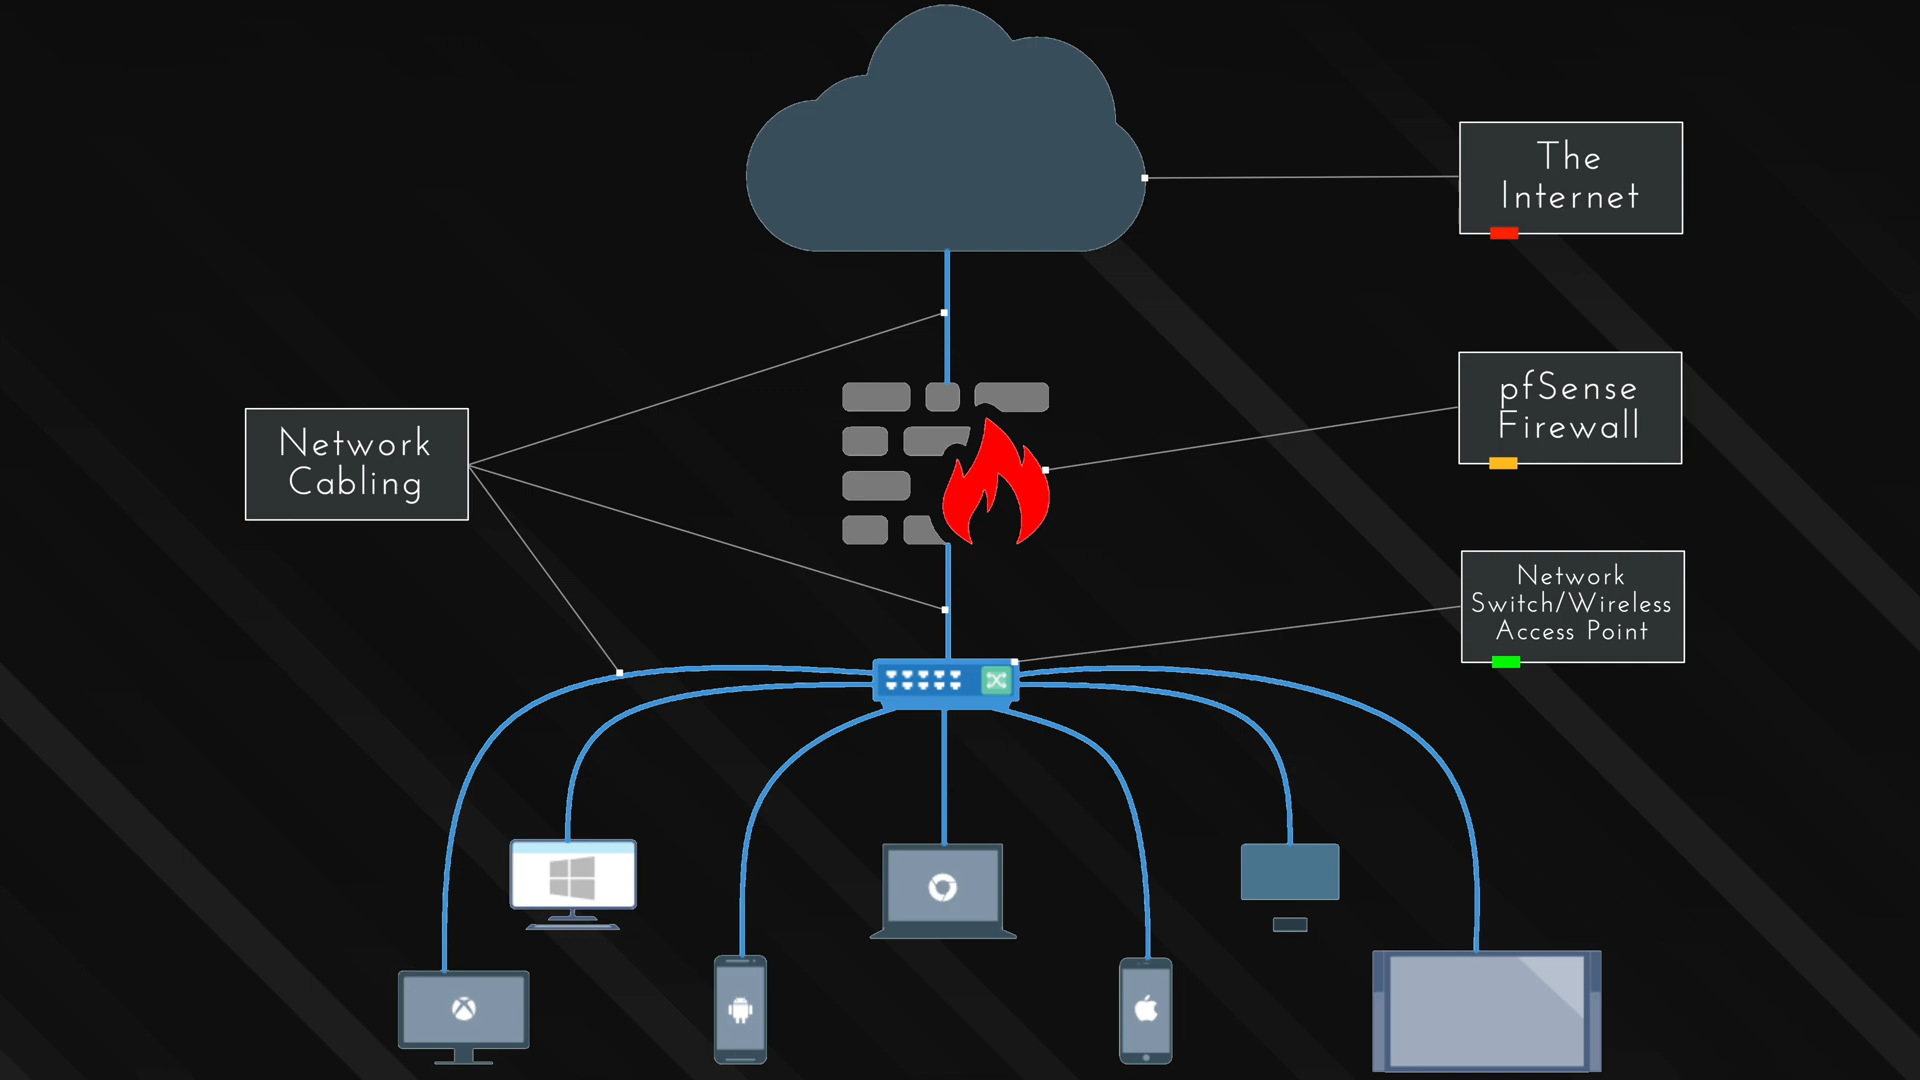 The
Internet
pfSense
Firewall
Network
Cabling
Network
Switch/Wireless
Access Point